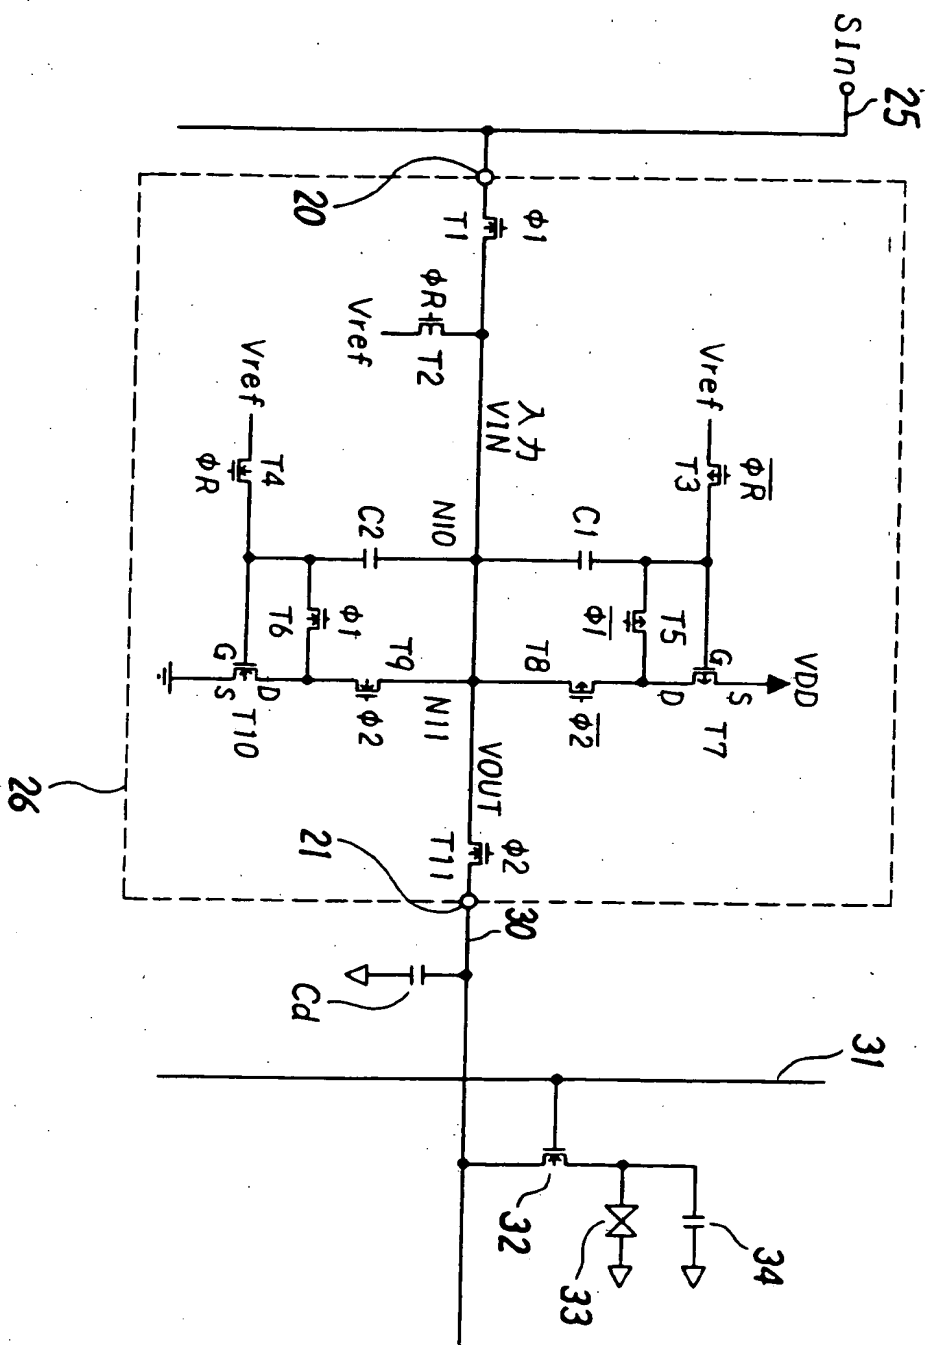 SIn
25
20
φ1
T1
φR
Vref
T2
入力
VIN
Vref
T3
φR̅
Vref
T4
φR
N10
C1
C2
T5
φ1̅
T6
φ1
VDD
G
S
D
T7
T8
φ2̅
T9
φ2
N11
G
D
S
T10
VOUT
φ2
T11
21
26
30
Cd
31
32
33
34